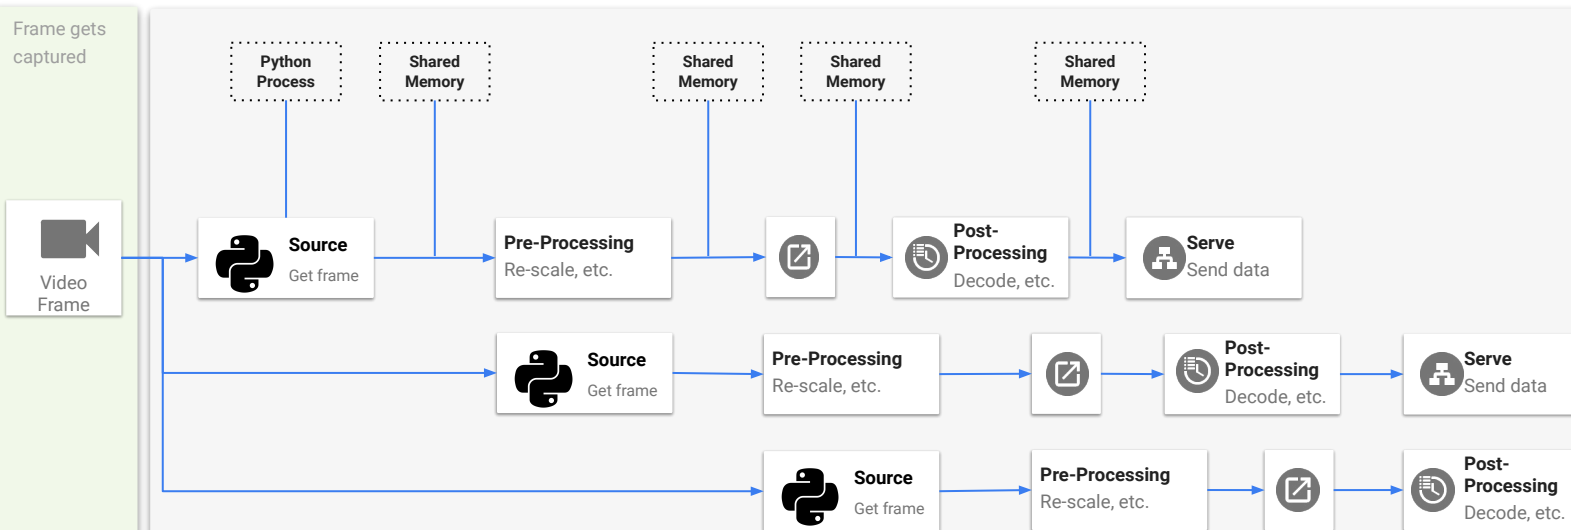 Frame gets
captured
Python
Process
Shared
Memory
Shared
Memory
Shared
Memory
Shared
Memory
Video
Frame
Source
Get frame
Pre-Processing
Re-scale, etc.
Post-
Processing
Decode, etc.
Serve
Send data
Source
Get frame
Pre-Processing
Re-scale, etc.
Post-
Processing
Decode, etc.
Serve
Send data
Source
Get frame
Pre-Processing
Re-scale, etc.
Post-
Processing
Decode, etc.